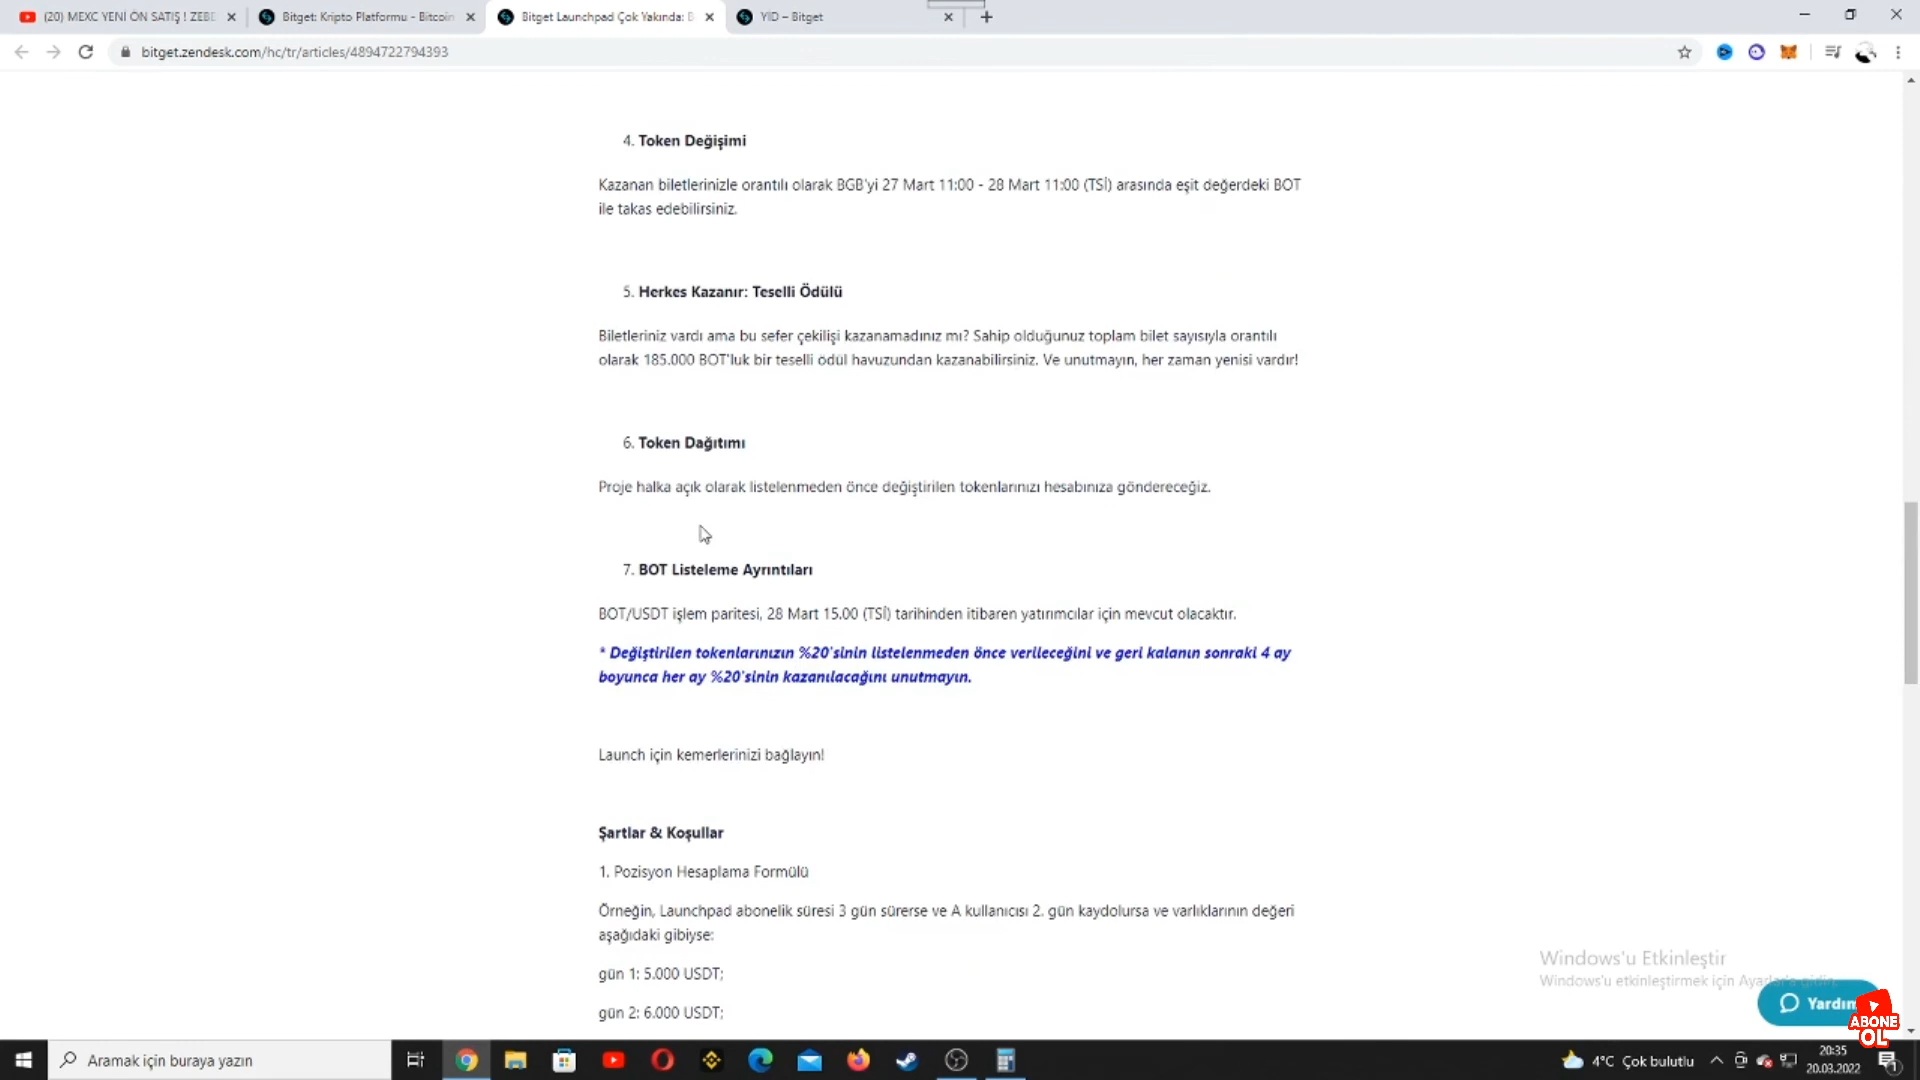 (20) MEXC YENİ ÖN SATIŞ ! ZEBE
Bitget: Kripto Platformu - Bitcoin
Bitget Launchpad Çok Yakında: B
YİD – Bitget
bitget.zendesk.com/hc/tr/articles/4894722794393
4. Token Değişimi
Kazanan biletlerinizle orantılı olarak BGB'yi 27 Mart 11:00 - 28 Mart 11:00 (TSİ) arasında eşit değerdeki BOT
ile takas edebilirsiniz.
5. Herkes Kazanır: Teselli Ödülü
Biletleriniz vardı ama bu sefer çekilişi kazanamadınız mı? Sahip olduğunuz toplam bilet sayısıyla orantılı
olarak 185.000 BOT'luk bir teselli ödül havuzundan kazanabilirsiniz. Ve unutmayın, her zaman yenisi vardır!
6. Token Dağıtımı
Proje halka açık olarak listelenmeden önce değiştirilen tokenlarınızı hesabınıza göndereceğiz.
7. BOT Listeleme Ayrıntıları
BOT/USDT işlem paritesi, 28 Mart 15.00 (TSİ) tarihinden itibaren yatırımcılar için mevcut olacaktır.
* Değiştirilen tokenlarınızın %20'sinin listelenmeden önce verileceğini ve geri kalanın sonraki 4 ay
boyunca her ay %20'sinin kazanılacağını unutmayın.
Launch için kemerlerinizi bağlayın!
Şartlar & Koşullar
1. Pozisyon Hesaplama Formülü
Örneğin, Launchpad abonelik süresi 3 gün sürerse ve A kullanıcısı 2. gün kaydolursa ve varlıklarının değeri
aşağıdaki gibiyse:
gün 1: 5.000 USDT;
gün 2: 6.000 USDT;
Windows'u Etkinleştir
Windows'u etkinleştirmek için Ayarlar'a gidin.
Yardım
ABONE
OL
Aramak için buraya yazın
4°C Çok bulutlu
20:35
20.03.2022
1